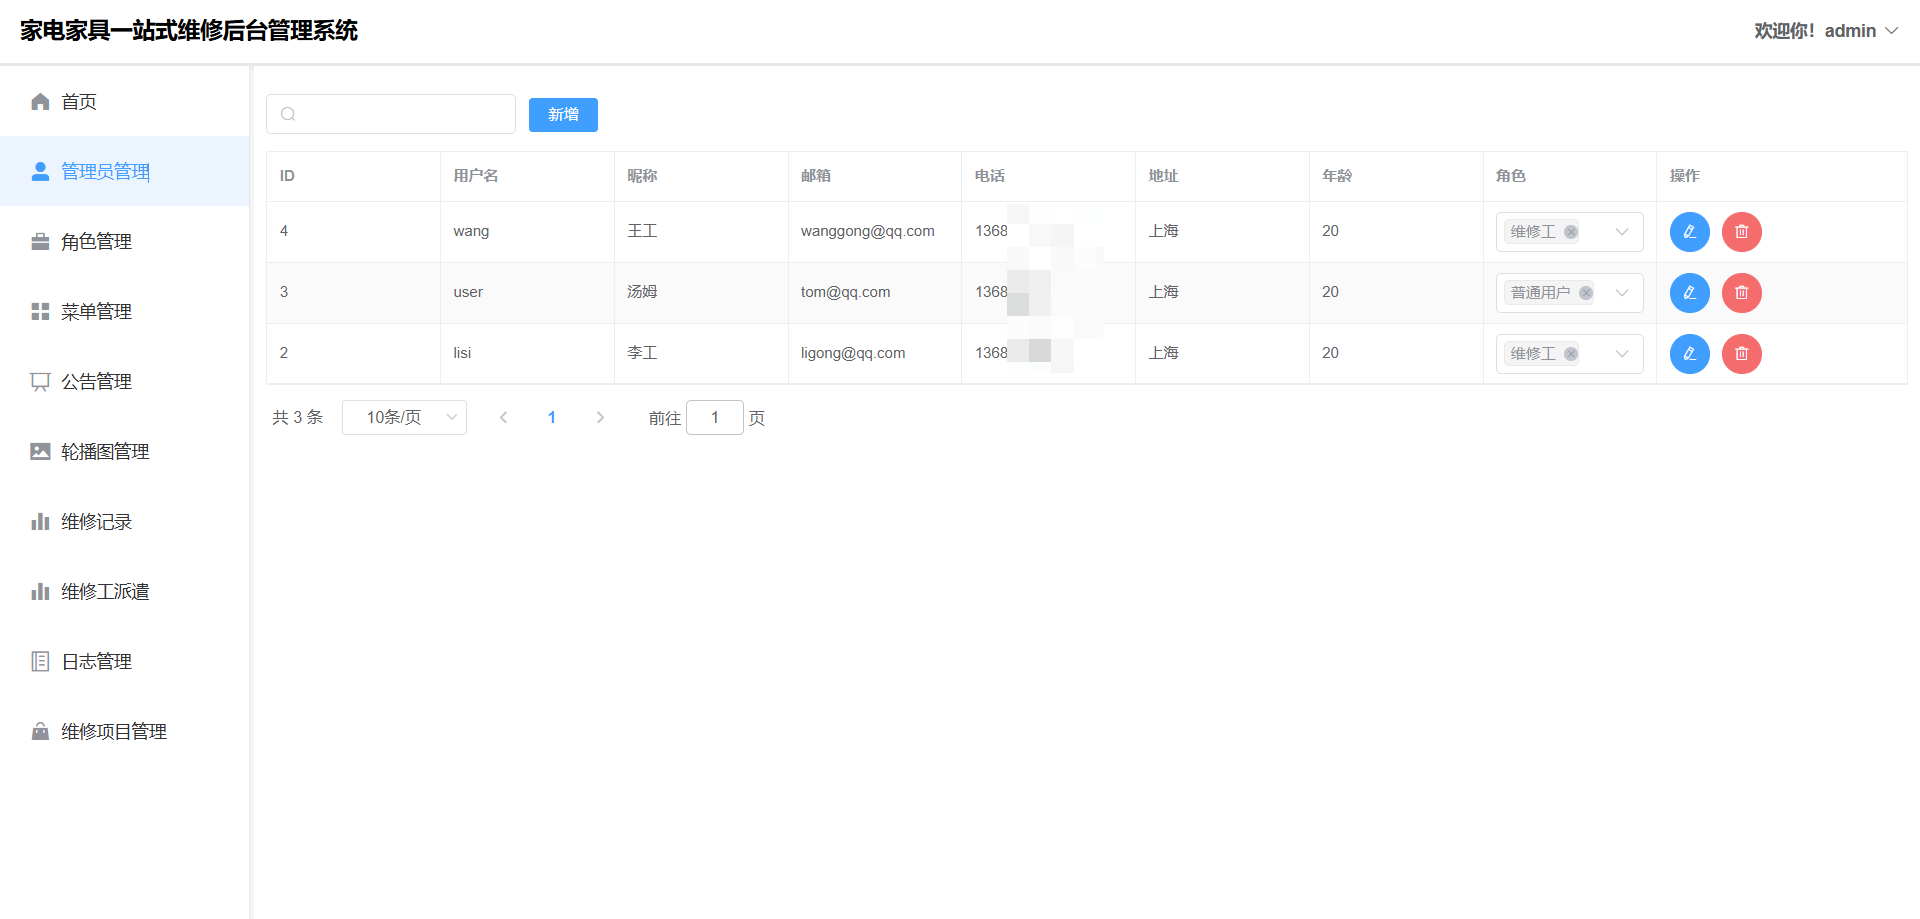 家电家具一站式维修后台管理系统
欢迎你！admin
首页
管理员管理
角色管理
菜单管理
公告管理
轮播图管理
维修记录
维修工派遣
日志管理
维修项目管理
新增
ID 用户名 昵称 邮箱 电话 地址 年龄 角色 操作
4 wang 王工 wanggong@qq.com 1368 上海 20 维修工
3 user 汤姆 tom@qq.com 1368 上海 20 普通用户
2 lisi 李工 ligong@qq.com 1368 上海 20 维修工
共 3 条 10条/页 1 前往 1 页